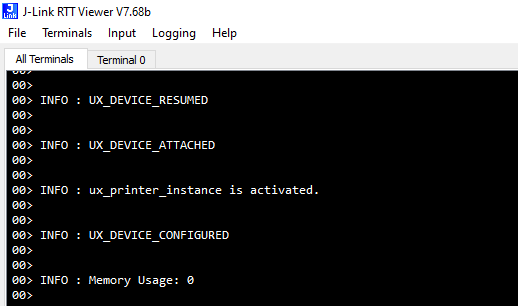 J-Link RTT Viewer V7.68b
File Terminals Input Logging Help
All Terminals Terminal 0
00>
00>
00> INFO : UX_DEVICE_RESUMED
00>
00>
00> INFO : UX_DEVICE_ATTACHED
00>
00>
00> INFO : ux_printer_instance is activated.
00>
00>
00> INFO : UX_DEVICE_CONFIGURED
00>
00>
00> INFO : Memory Usage: 0
00>